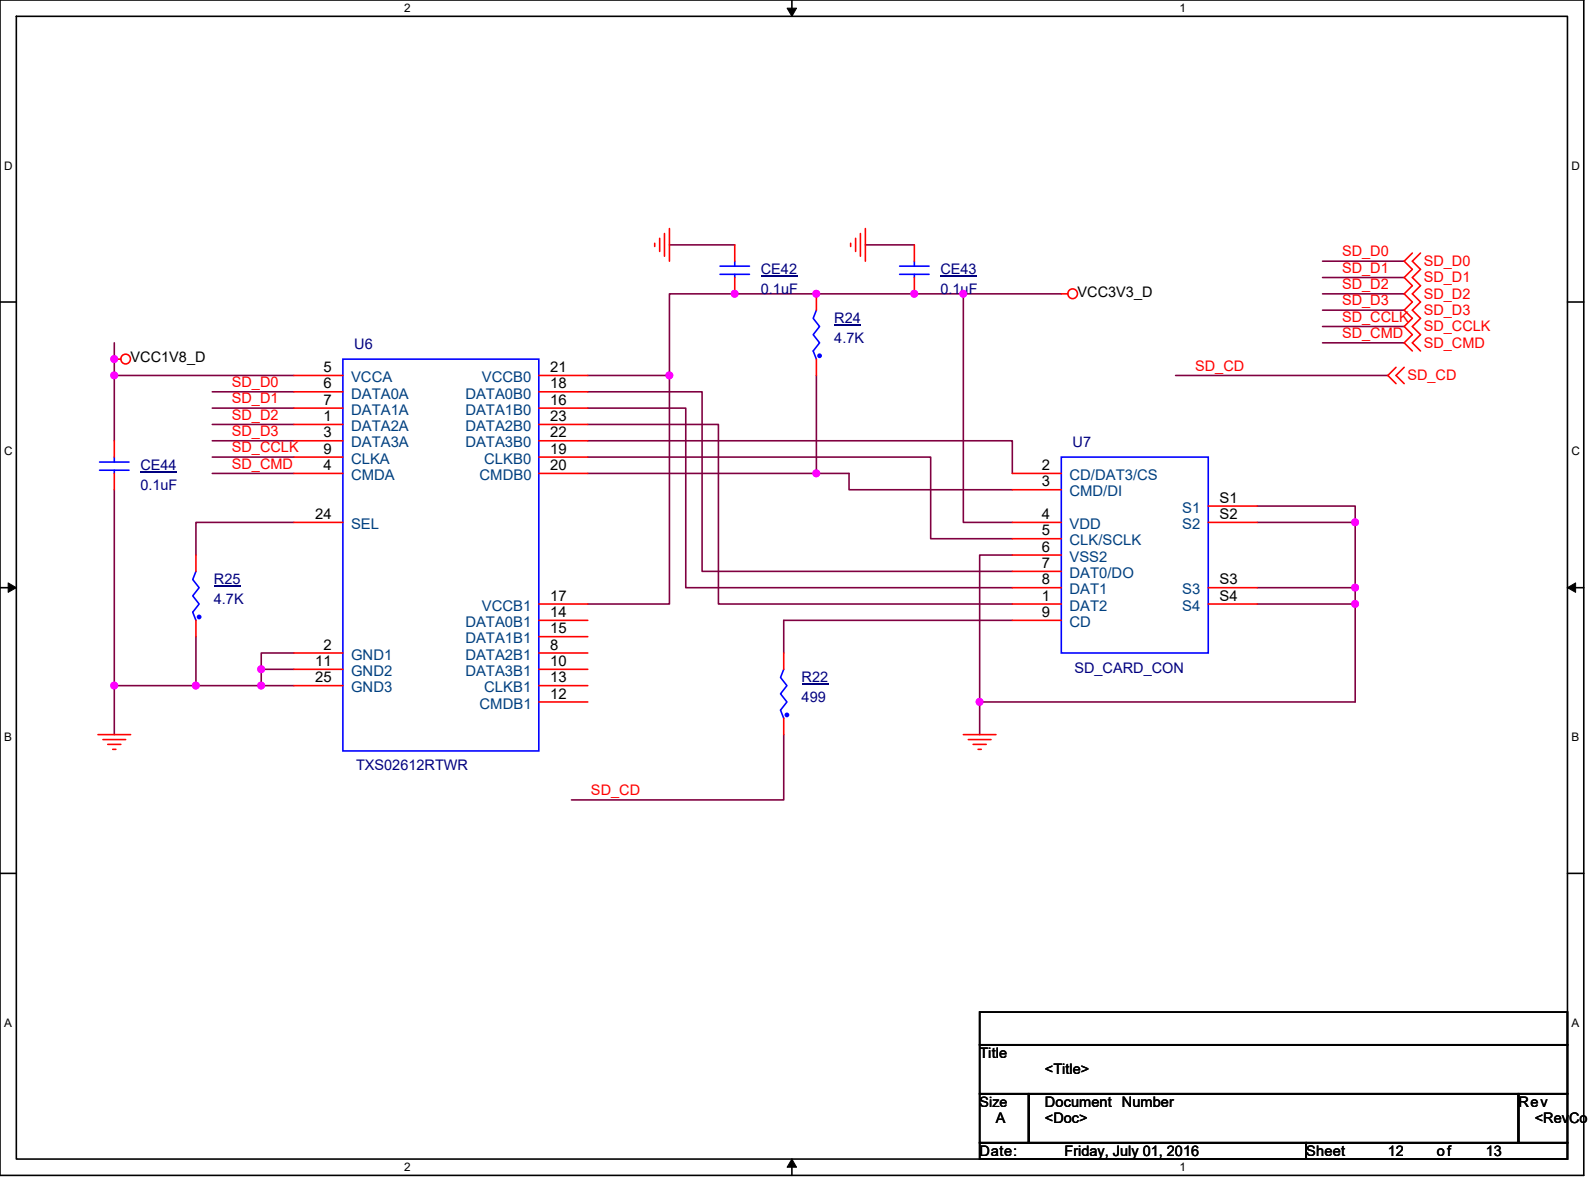 2
1
D
D
CE42
0.1uF
CE43
0.1uF
VCC3V3_D
R24
4.7K
SD_D0
SD_D1
SD_D2
SD_D3
SD_CCLK
SD_CMD
SD_D0
SD_D1
SD_D2
SD_D3
SD_CCLK
SD_CMD
SD_CD
SD_CD
VCC1V8_D
U6
SD_D0
SD_D1
SD_D2
SD_D3
SD_CCLK
SD_CMD
5 VCCA
6 DATA0A
7 DATA1A
1 DATA2A
3 DATA3A
9 CLKA
4 CMDA
24 SEL
2 GND1
11 GND2
25 GND3
VCCB0 21
DATA0B0 18
DATA1B0 16
DATA2B0 23
DATA3B0 22
CLKB0 19
CMDB0 20
VCCB1 17
DATA0B1 14
DATA1B1 15
DATA2B1 8
DATA3B1 10
CLKB1 13
CMDB1 12
TXS02612RTWR
C
C
CE44
0.1uF
R25
4.7K
U7
2 CD/DAT3/CS
3 CMD/DI
4 VDD
5 CLK/SCLK
6 VSS2
7 DAT0/DO
8 DAT1
1 DAT2
9 CD
S1 S1
S2 S2
S3 S3
S4 S4
SD_CARD_CON
R22
499
SD_CD
B
B
A
A
Title
<Title>
Size
A
Document Number
<Doc>
Rev
<RevCo
Date: Friday, July 01, 2016 Sheet 12 of 13
2
1